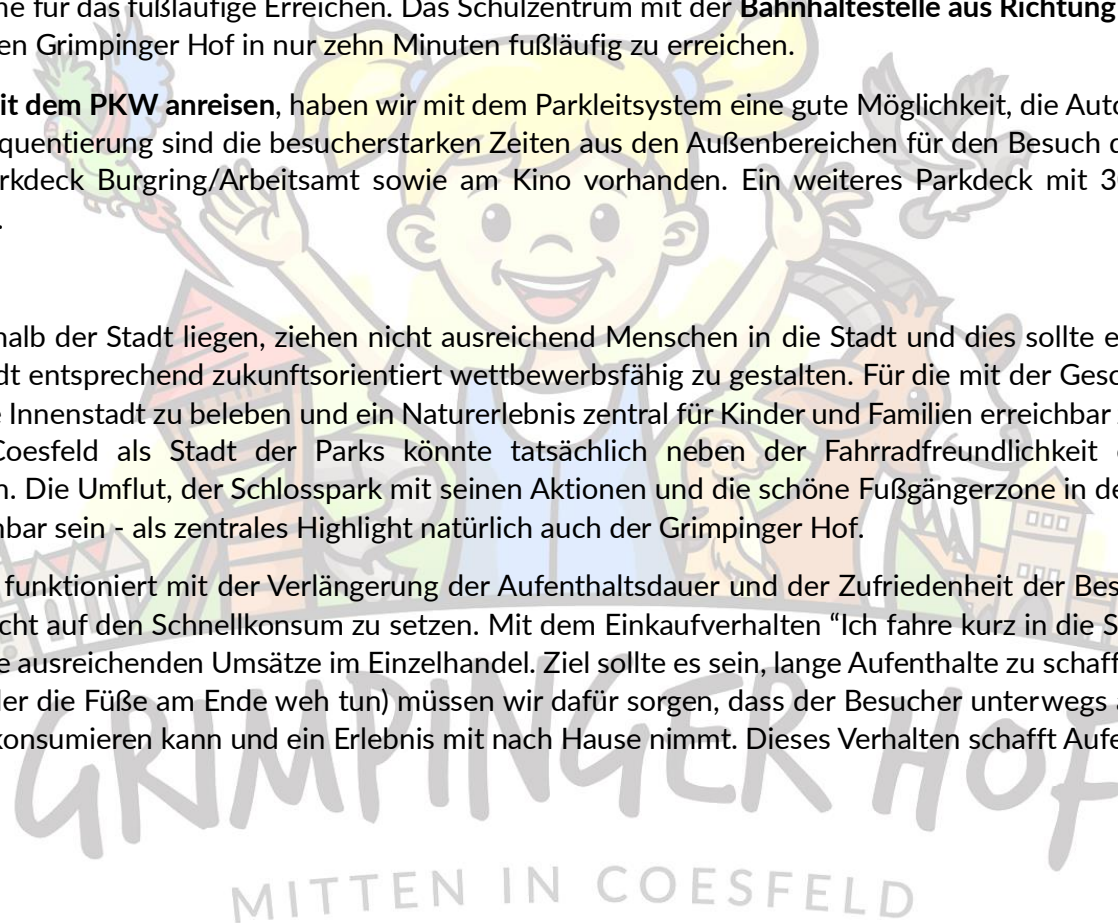 ne für das fußläufige Erreichen. Das Schulzentrum mit der Bahnhaltestelle aus Richtung
en Grimpinger Hof in nur zehn Minuten fußläufig zu erreichen.
it dem PKW anreisen, haben wir mit dem Parkleitsystem eine gute Möglichkeit, die Auto
quentierung sind die besucherstarken Zeiten aus den Außenbereichen für den Besuch d
rkdeck Burgring/Arbeitsamt sowie am Kino vorhanden. Ein weiteres Parkdeck mit 3
.
halb der Stadt liegen, ziehen nicht ausreichend Menschen in die Stadt und dies sollte e
dt entsprechend zukunftsorientiert wettbewerbsfähig zu gestalten. Für die mit der Gesc
e Innenstadt zu beleben und ein Naturerlebnis zentral für Kinder und Familien erreichbar
Coesfeld als Stadt der Parks könnte tatsächlich neben der Fahrradfreundlichkeit
n. Die Umflut, der Schlosspark mit seinen Aktionen und die schöne Fußgängerzone in de
nbar sein - als zentrales Highlight natürlich auch der Grimpinger Hof.
funktioniert mit der Verlängerung der Aufenthaltsdauer und der Zufriedenheit der Bes
cht auf den Schnellkonsum zu setzen. Mit dem Einkaufverhalten “Ich fahre kurz in die S
e ausreichenden Umsätze im Einzelhandel. Ziel sollte es sein, lange Aufenthalte zu schaff
der die Füße am Ende weh tun) müssen wir dafür sorgen, dass der Besucher unterwegs a
konsumieren kann und ein Erlebnis mit nach Hause nimmt. Dieses Verhalten schafft Aufe
GRIMPINGER HOF
MITTEN IN COESFELD